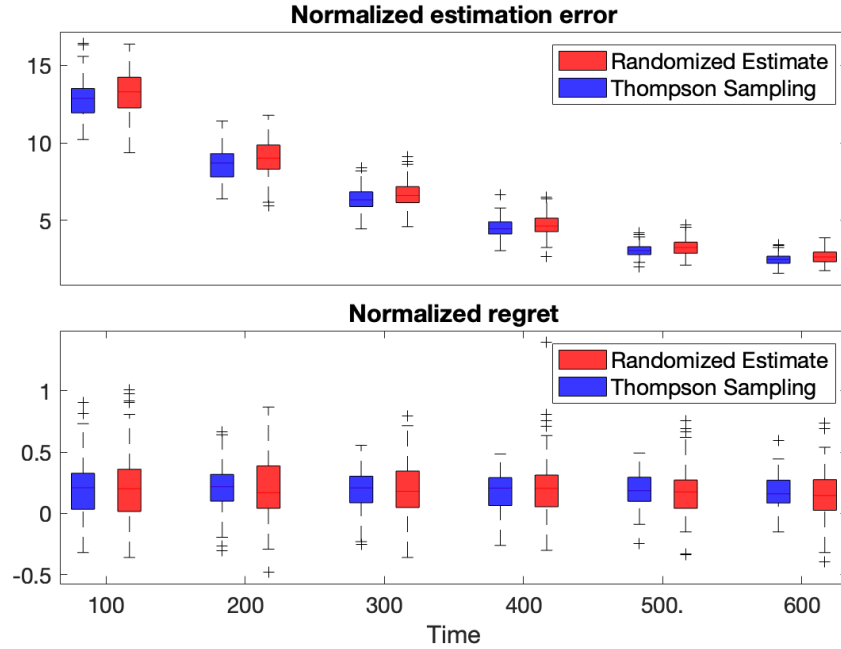 Normalized estimation error
15
10
5
Randomized Estimate
Thompson Sampling
Normalized regret
1
0.5
0
-0.5
Randomized Estimate
Thompson Sampling
100 200 300 400 500. 600
Time